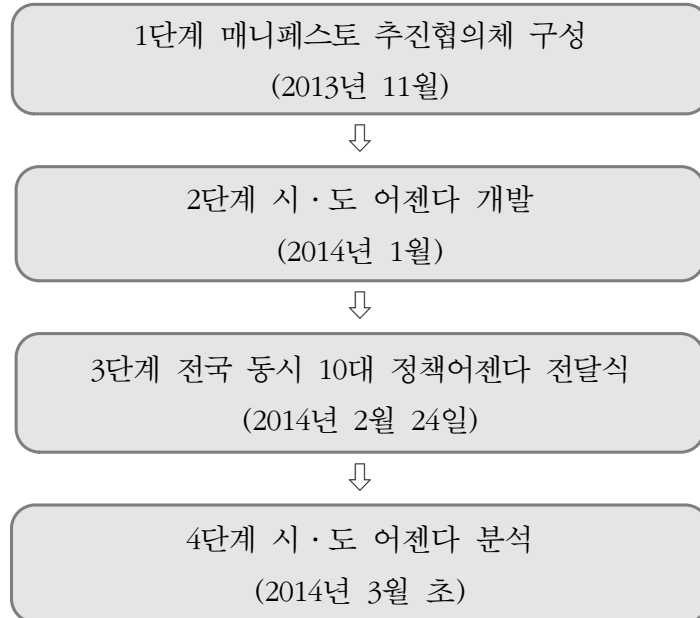 1단계 매니페스토 추진협의체 구성
(2013년 11월)
2단계 시·도 어젠다 개발
(2014년 1월)
3단계 전국 동시 10대 정책어젠다 전달식
(2014년 2월 24일)
4단계 시·도 어젠다 분석
(2014년 3월 초)